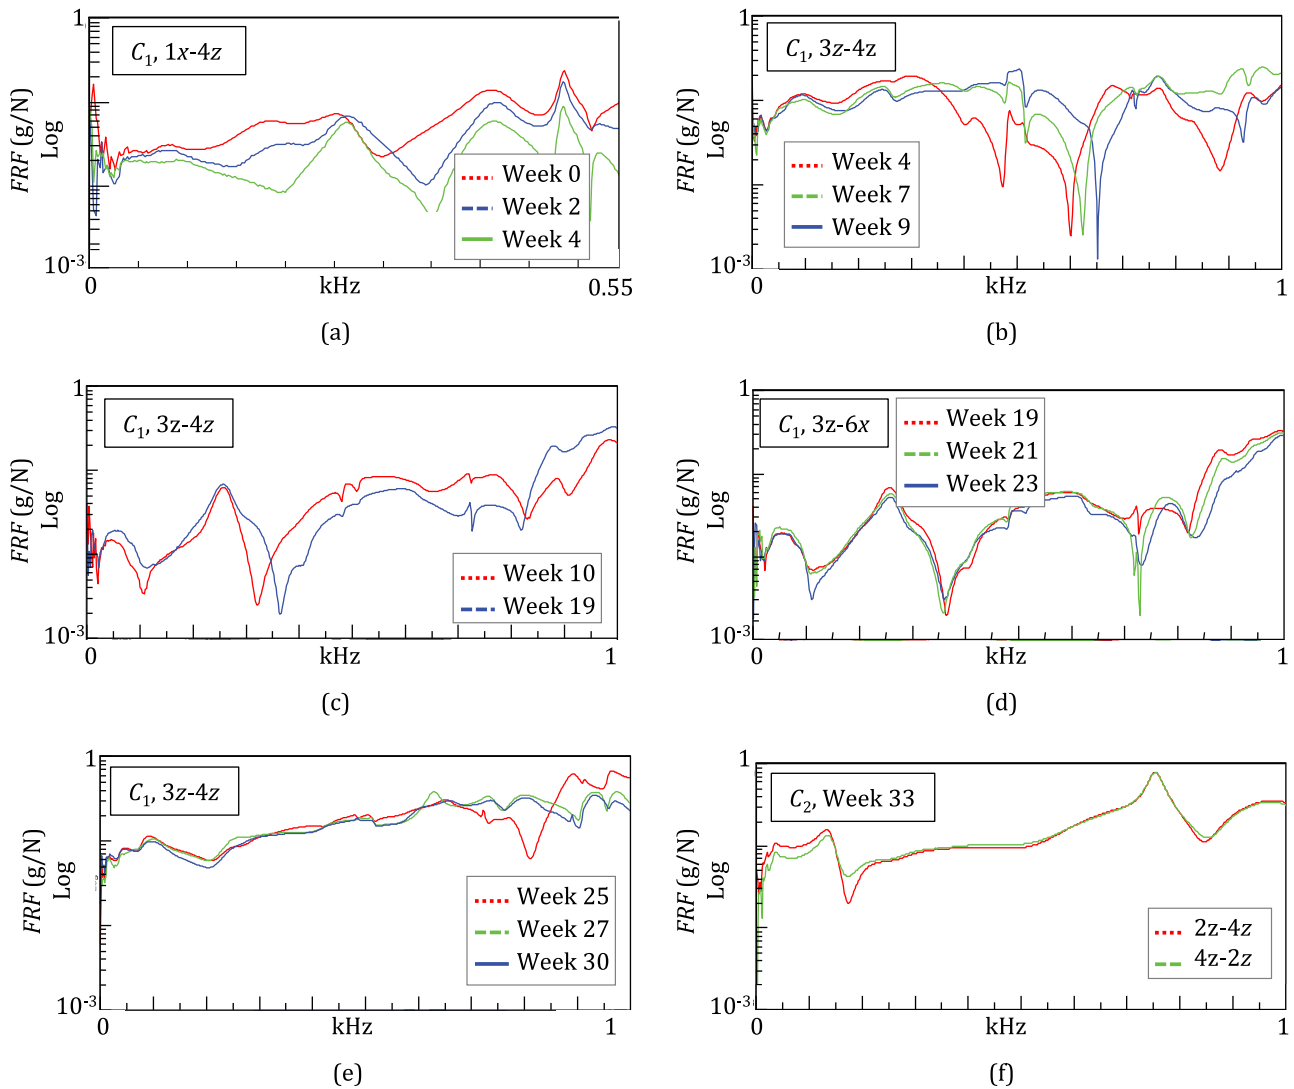 1
C₁, 1x-4z
FRF (g/N)
Log
Week 0
Week 2
Week 4
10⁻³
0
kHz
0.55
(a)
1
C₁, 3z-4z
FRF (g/N)
Log
Week 4
Week 7
Week 9
10⁻³
0
kHz
1
(b)
1
C₁, 3z-4z
FRF (g/N)
Log
Week 10
Week 19
10⁻³
0
kHz
1
(c)
1
C₁, 3z-6x
FRF (g/N)
Log
Week 19
Week 21
Week 23
10⁻³
0
kHz
1
(d)
1
C₁, 3z-4z
FRF (g/N)
Log
Week 25
Week 27
Week 30
10⁻³
0
kHz
1
(e)
1
C₂, Week 33
FRF (g/N)
Log
2z-4z
4z-2z
10⁻³
0
kHz
1
(f)